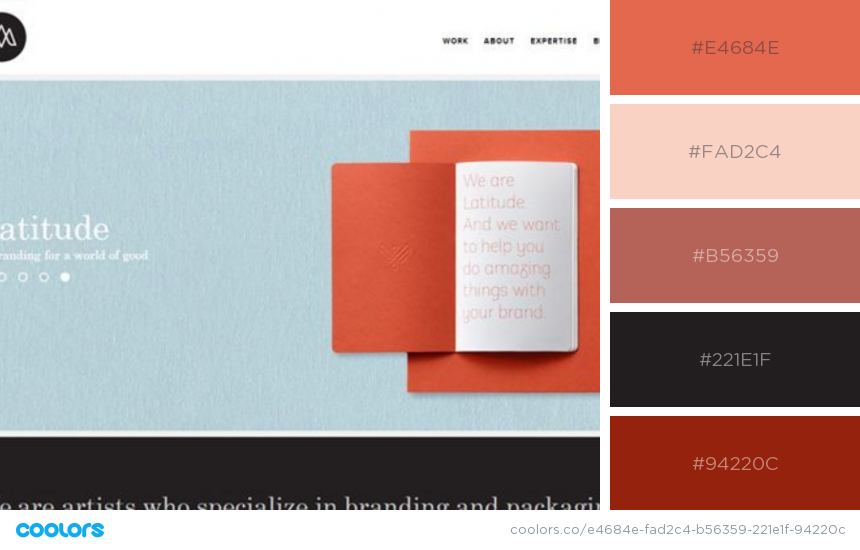 WORK ABOUT EXPERTISE
atitude
randing for a world of good
We are
Latitude.
And we want
to help you
do amazing
things with
your brand.
e are artists who specialize in branding and packagin
#E4684E
#FAD2C4
#B56359
#221E1F
#94220C
coolors
coolors.co/e4684e-fad2c4-b56359-221e1f-94220c